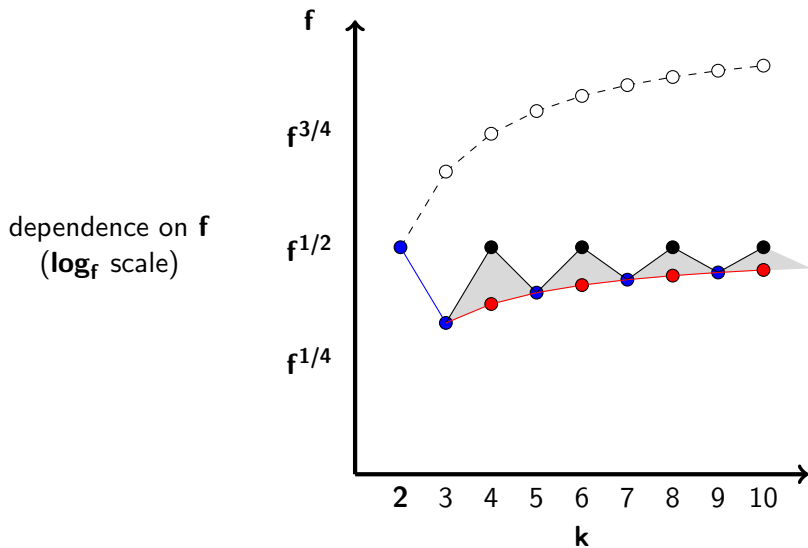 f
f^{3/4}
dependence on f
(log_f scale)
f^{1/2}
f^{1/4}
2 3 4 5 6 7 8 9 10
k